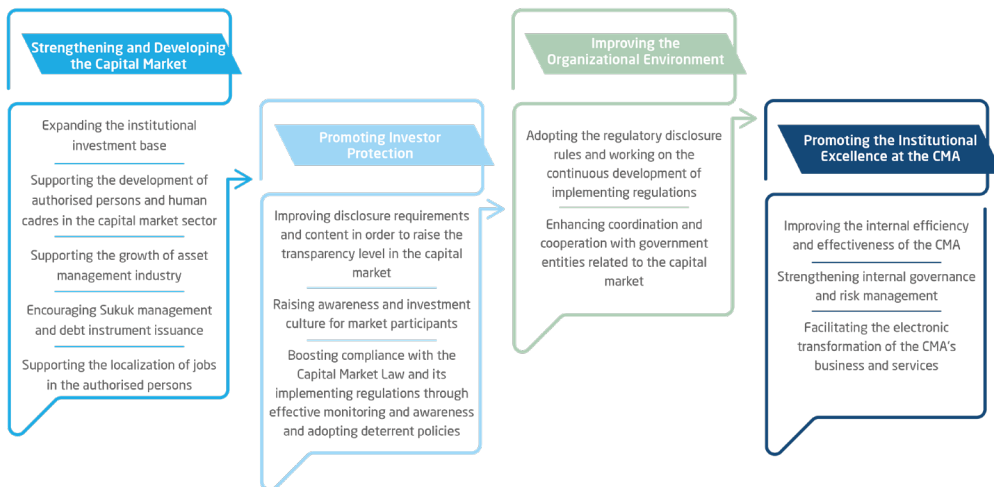 Strengthening and Developing
the Capital Market
Expanding the institutional
investment base
Supporting the development of
authorised persons and human
cadres in the capital market sector
Supporting the growth of asset
management industry
Encouraging Sukuk management
and debt instrument issuance
Supporting the localization of jobs
in the authorised persons
Promoting Investor
Protection
Improving disclosure requirements
and content in order to raise the
transparency level in the capital
market
Raising awareness and investment
culture for market participants
Boosting compliance with the
Capital Market Law and its
implementing regulations through
effective monitoring and awareness
and adopting deterrent policies
Improving the
Organizational Environment
Adopting the regulatory disclosure
rules and working on the
continuous development of
implementing regulations
Enhancing coordination and
cooperation with government
entities related to the capital
market
Promoting the Institutional
Excellence at the CMA
Improving the internal efficiency
and effectiveness of the CMA
Strengthening internal governance
and risk management
Facilitating the electronic
transformation of the CMA's
business and services